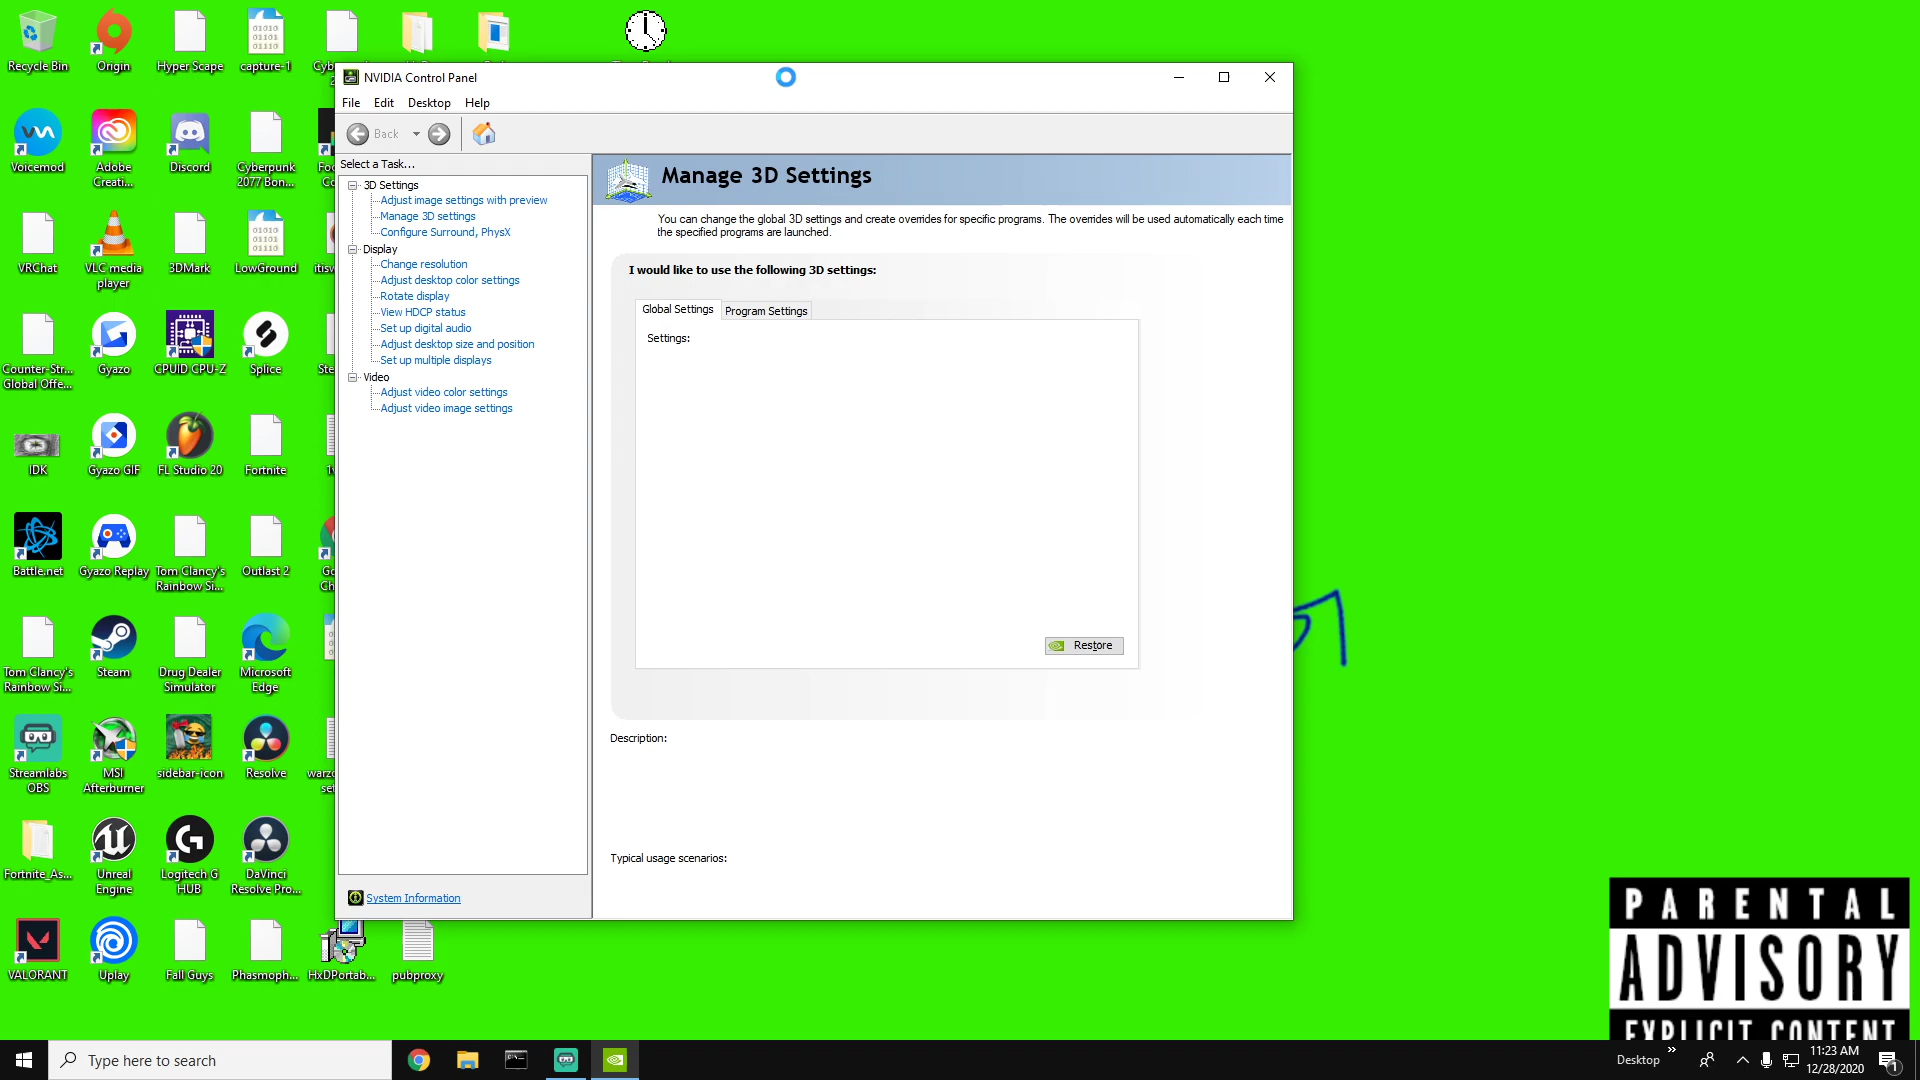 Recycle Bin
Origin
Hyper Scape
capture-1
NVIDIA Control Panel
File Edit Desktop Help
Back
Select a Task...
3D Settings
Adjust image settings with preview
Manage 3D settings
Configure Surround, PhysX
Display
Change resolution
Adjust desktop color settings
Rotate display
View HDCP status
Set up digital audio
Adjust desktop size and position
Set up multiple displays
Video
Adjust video color settings
Adjust video image settings
System Information
Manage 3D Settings
You can change the global 3D settings and create overrides for specific programs. The overrides will be used automatically each time
the specified programs are launched.
I would like to use the following 3D settings:
Global Settings
Program Settings
Settings:
Restore
Description:
Typical usage scenarios:
Voicemod
Adobe
Creati...
Discord
Cyberpunk
2077 Bon...
VRChat
VLC media
player
3DMark
LowGround
Counter-Str...
Global Offe...
Gyazo
CPUID CPU-Z
Splice
IDK
Gyazo GIF
FL Studio 20
Fortnite
Battle.net
Gyazo Replay
Tom Clancy's
Rainbow Si...
Outlast 2
Tom Clancy's
Rainbow Si...
Steam
Drug Dealer
Simulator
Microsoft
Edge
Streamlabs
OBS
MSI
Afterburner
sidebar-icon
Resolve
Fortnite_As...
Unreal
Engine
Logitech G
HUB
DaVinci
Resolve Pro...
VALORANT
Uplay
Fall Guys
Phasmoph...
HxDPortab...
pubproxy
PARENTAL
ADVISORY
EXPLICIT CONTENT
Type here to search
Desktop
11:23 AM
12/28/2020
1